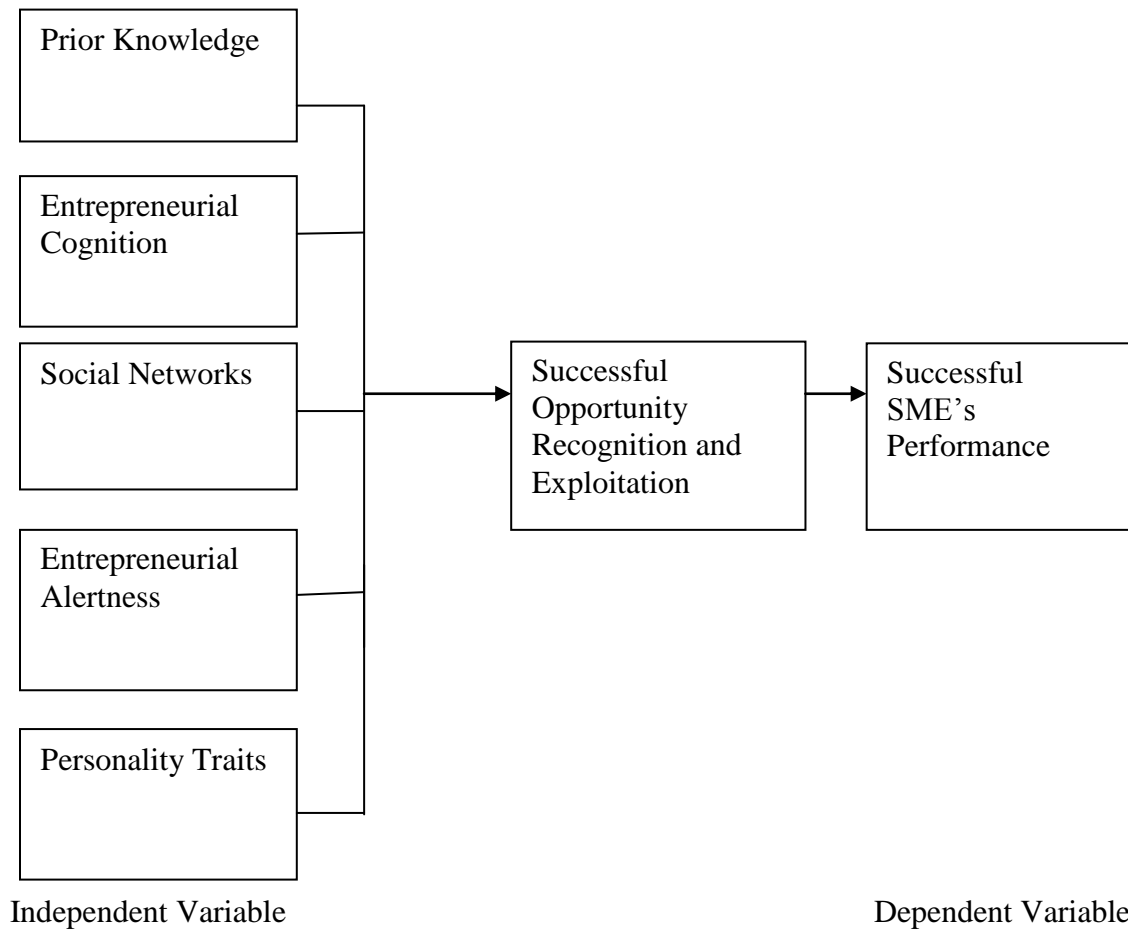 Prior Knowledge
Entrepreneurial
Cognition
Social Networks
Successful
Opportunity
Recognition and
Exploitation
Successful
SME’s
Performance
Entrepreneurial
Alertness
Personality Traits
Independent Variable
Dependent Variable